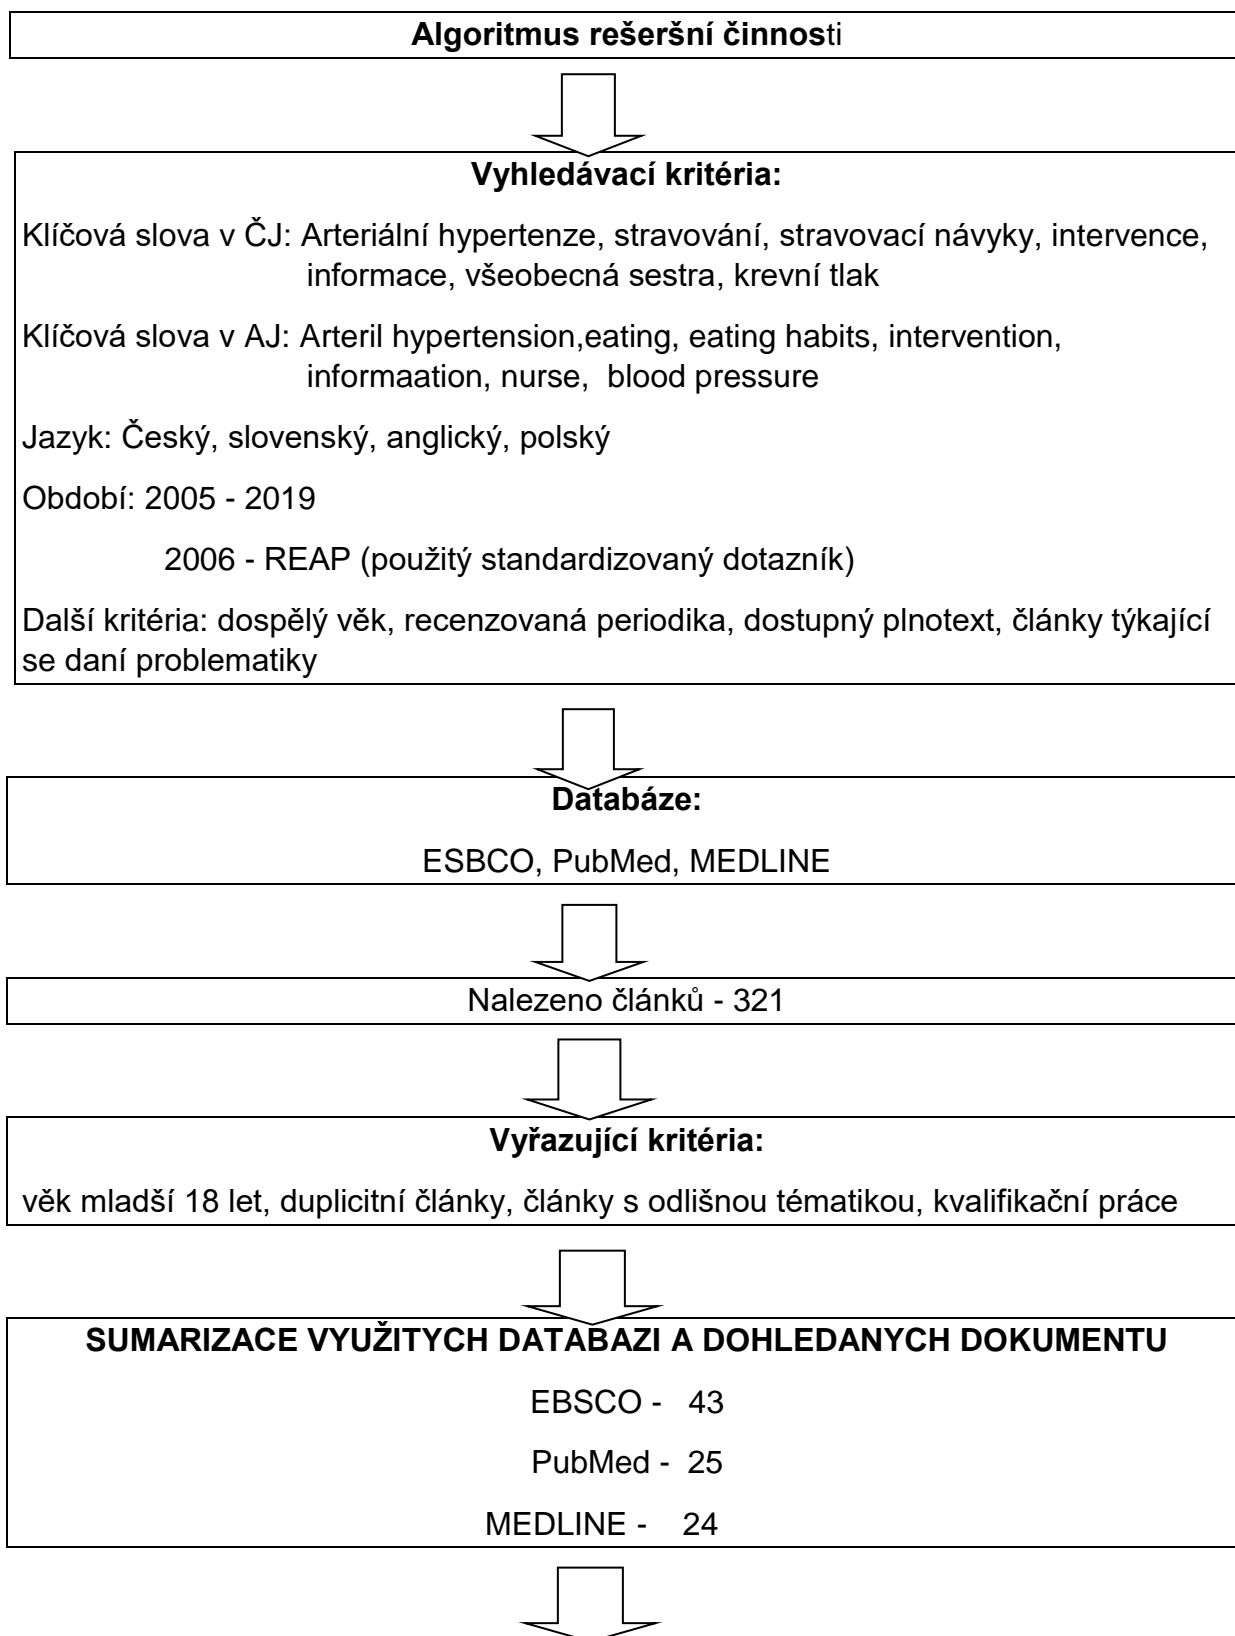 Algoritmus rešeršní činnosti
Vyhledávací kritéria:
Klíčová slova v ČJ: Arteriální hypertenze, stravování, stravovací návyky, intervence,
informace, všeobecná sestra, krevní tlak
Klíčová slova v AJ: Arteril hypertension,eating, eating habits, intervention,
informaation, nurse, blood pressure
Jazyk: Český, slovenský, anglický, polský
Období: 2005 - 2019
2006 - REAP (použitý standardizovaný dotazník)
Další kritéria: dospělý věk, recenzovaná periodika, dostupný plnotext, články týkající
se daní problematiky
Databáze:
ESBCO, PubMed, MEDLINE
Nalezeno článků - 321
Vyřazující kritéria:
věk mladší 18 let, duplicitní články, články s odlišnou tématikou, kvalifikační práce
SUMARIZACE VYUŽITYCH DATABAZI A DOHLEDANYCH DOKUMENTU
EBSCO - 43
PubMed - 25
MEDLINE - 24